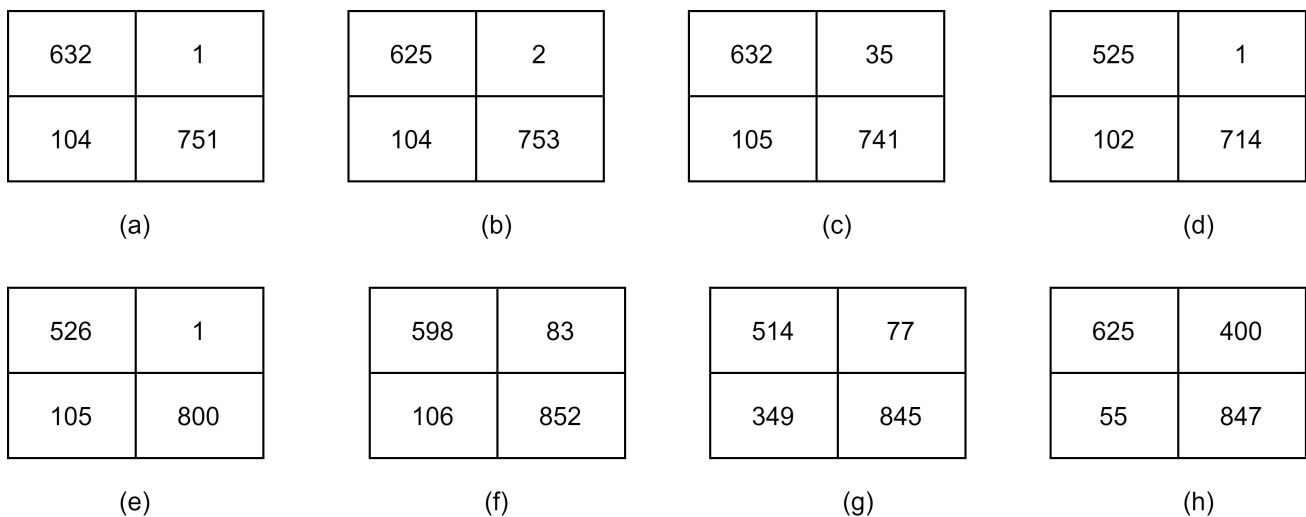 632 1 625 2 632 35 525 1
104 751 104 753 105 741 102 714
(a) (b) (c) (d)
526 1 598 83 514 77 625 400
105 800 106 852 349 845 55 847
(e) (f) (g) (h)